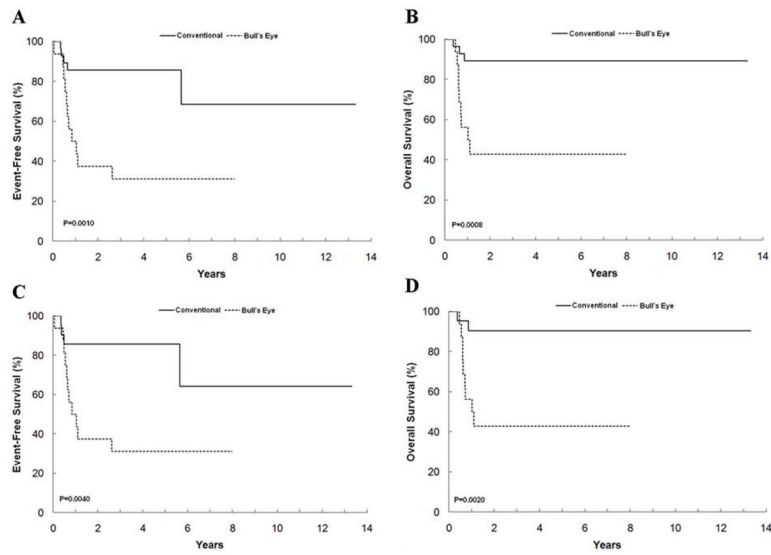 A
Conventional Bull's Eye
Event-Free Survival (%)
100
80
60
40
20
0
P=0.0010
0 2 4 6 8 10 12 14
Years
B
Conventional Bull's Eye
Overall Survival (%)
100
80
60
40
20
0
P=0.0008
0 2 4 6 8 10 12 14
Years
C
Conventional Bull's Eye
Event-Free Survival (%)
100
80
60
40
20
0
P=0.0040
0 2 4 6 8 10 12 14
Years
D
Conventional Bull's Eye
Overall Survival (%)
100
80
60
40
20
0
P=0.0020
0 2 4 6 8 10 12 14
Years